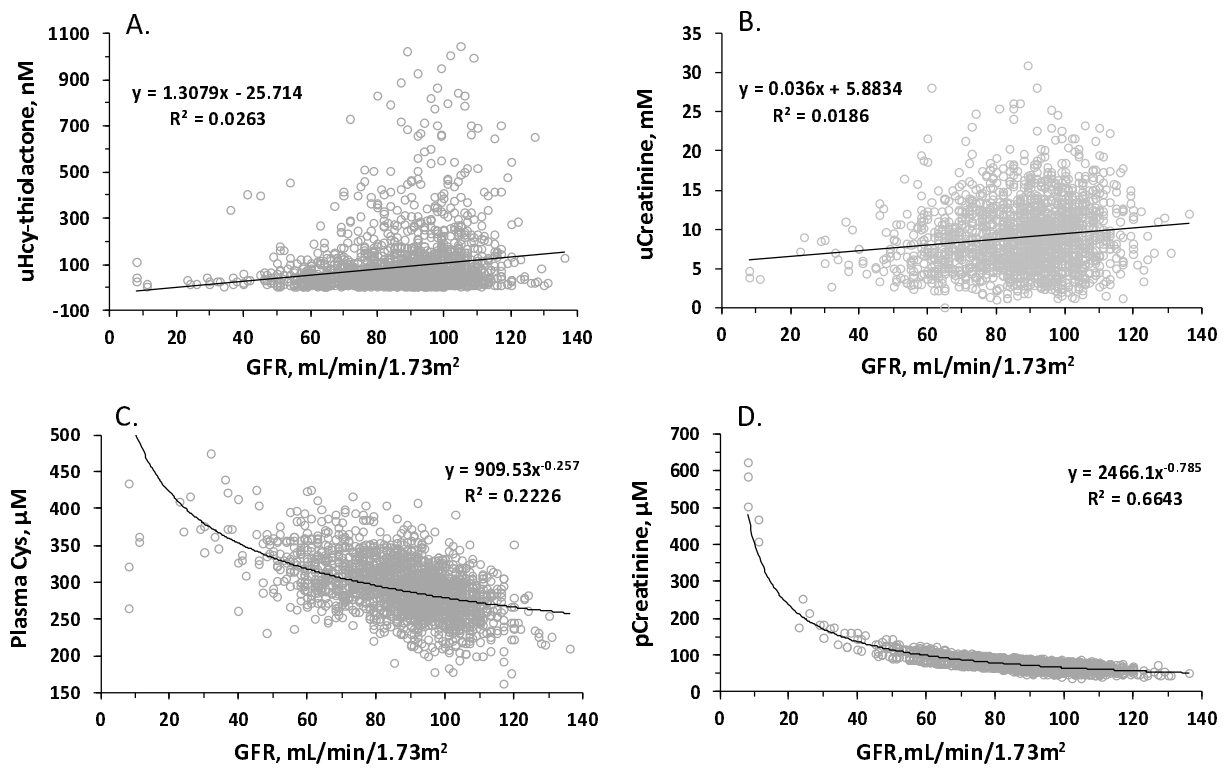 A.
uHcy-thiolactone, nM
1100
900
700
500
300
100
-100
y = 1.3079x - 25.714
R² = 0.0263
0 20 40 60 80 100 120 140
GFR, mL/min/1.73m²
B.
uCreatinine, mM
35
30
25
20
15
10
5
0
y = 0.036x + 5.8834
R² = 0.0186
0 20 40 60 80 100 120 140
GFR, mL/min/1.73m²
C.
Plasma Cys, µM
500
450
400
350
300
250
200
150
y = 909.53x⁻⁰·²⁵⁷
R² = 0.2226
0 20 40 60 80 100 120 140
GFR, mL/min/1.73m²
D.
pCreatinine, µM
700
600
500
400
300
200
100
0
y = 2466.1x⁻⁰·⁷⁸⁵
R² = 0.6643
0 20 40 60 80 100 120 140
GFR,mL/min/1.73m²